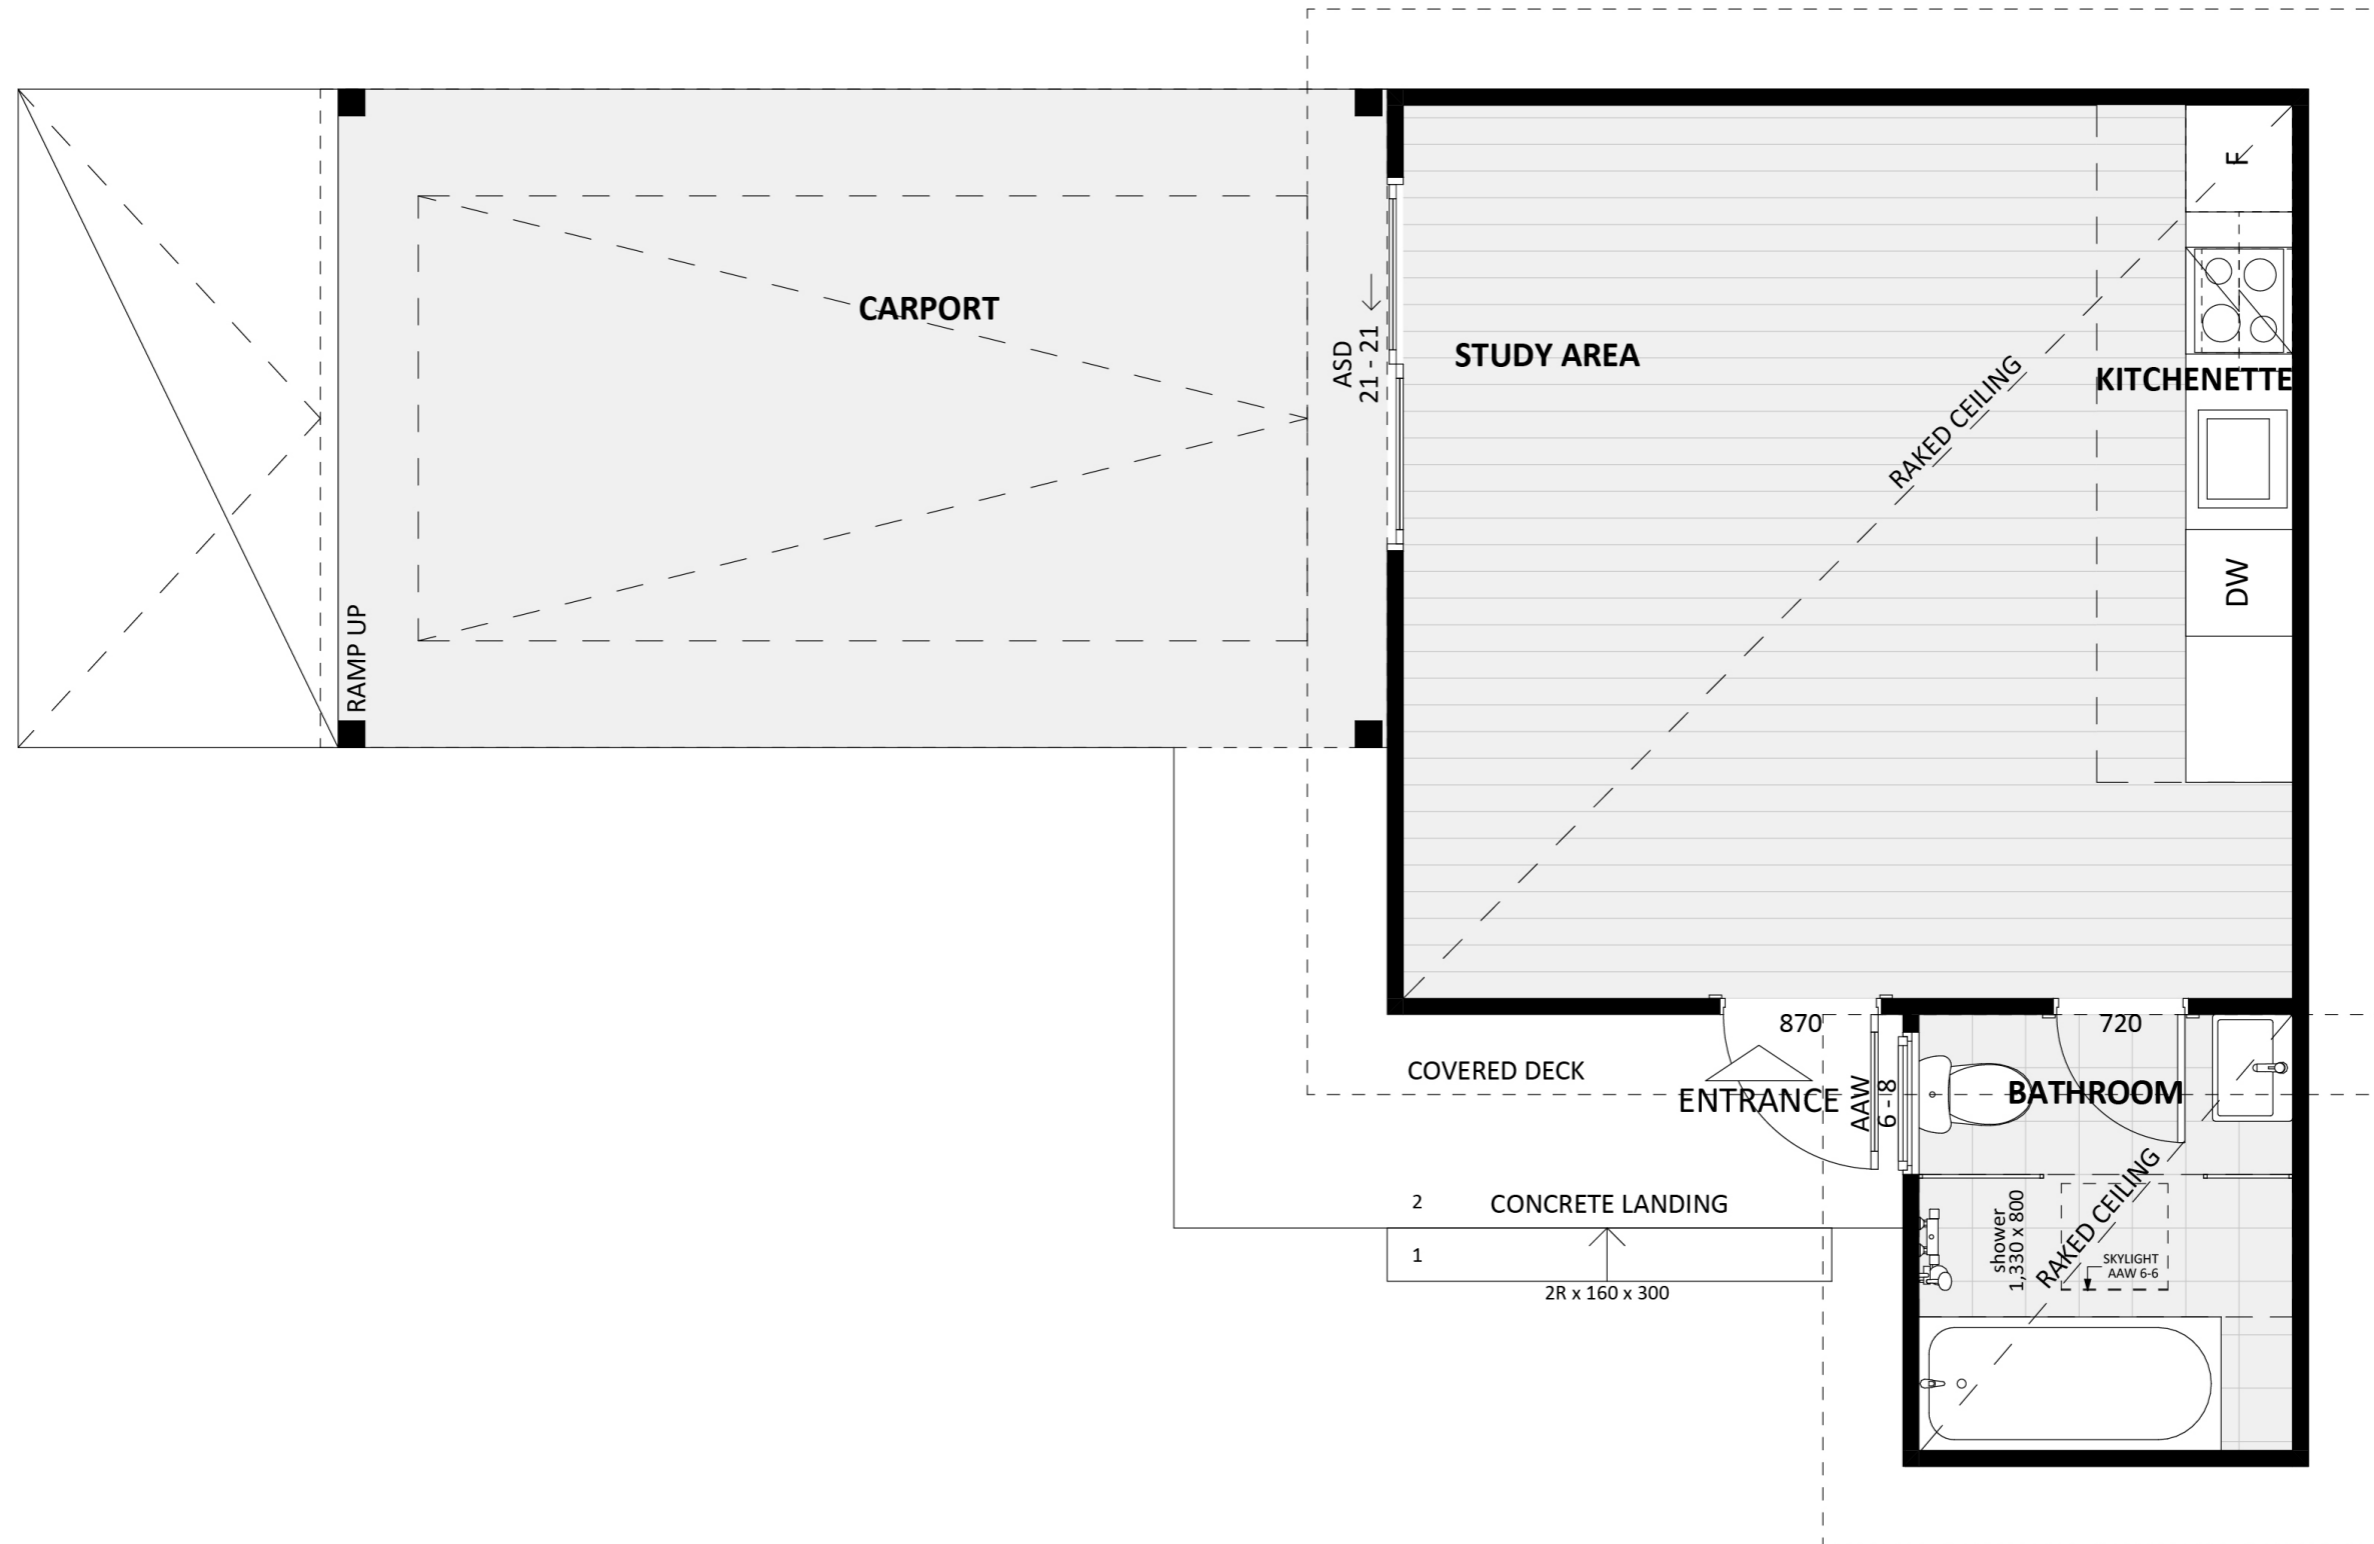 F
CARPORT
ASD
21 - 21
STUDY AREA
KITCHENETTE
RAKED CEILING
DW
RAMP UP
870
720
COVERED DECK
ENTRANCE
AAW
6 - 8
BATHROOM
RAKED CEILING
2
CONCRETE LANDING
shower
1,330 x 800
SKYLIGHT
AAW 6-6
1
2R x 160 x 300